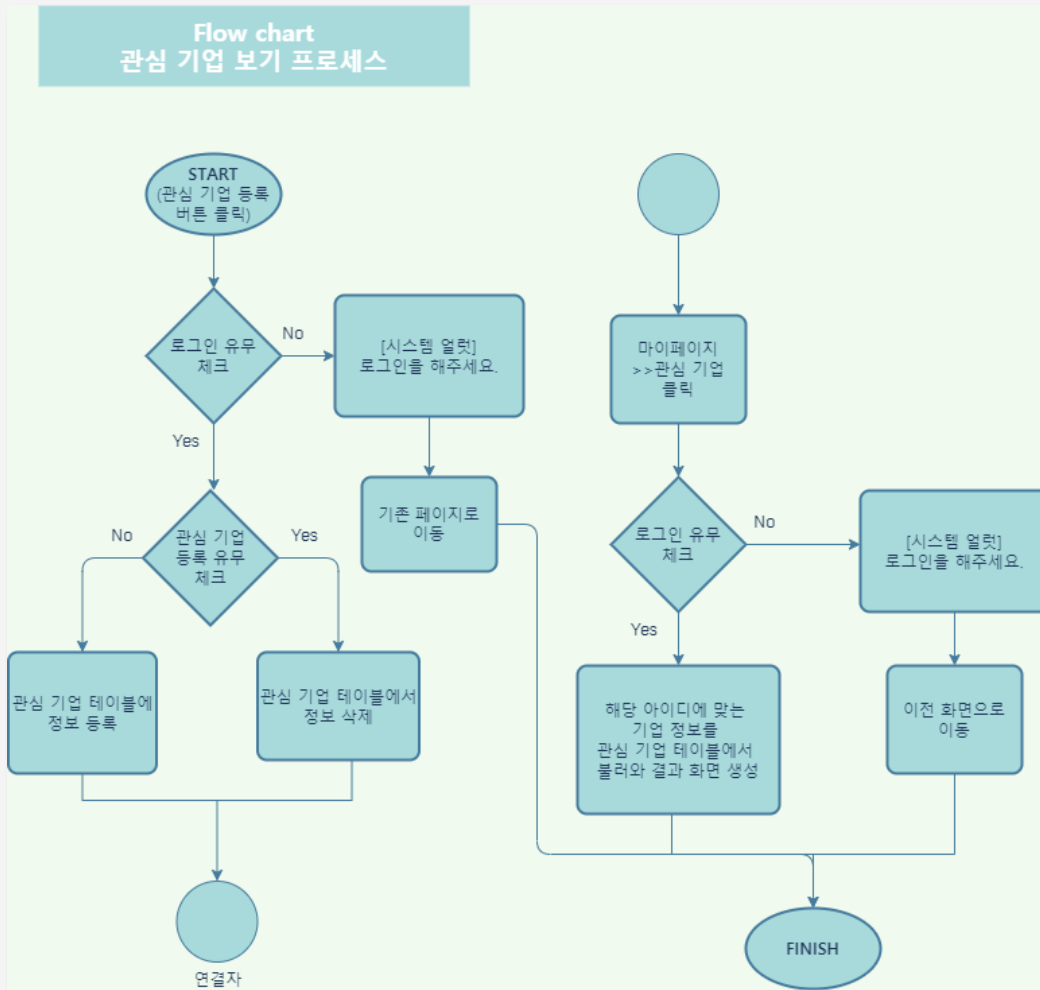 Flow chart
관심 기업 보기 프로세스
START
(관심 기업 등록
버튼 클릭)
로그인 유무
체크
No
[시스템 얼럿]
로그인을 해주세요.
Yes
기존 페이지로
이동
관심 기업
등록 유무
체크
No
Yes
관심 기업 테이블에
정보 등록
관심 기업 테이블에서
정보 삭제
연결자
마이페이지
>>관심 기업
클릭
로그인 유무
체크
No
[시스템 얼럿]
로그인을 해주세요.
Yes
해당 아이디에 맞는
기업 정보를
관심 기업 테이블에서
불러와 결과 화면 생성
이전 화면으로
이동
FINISH